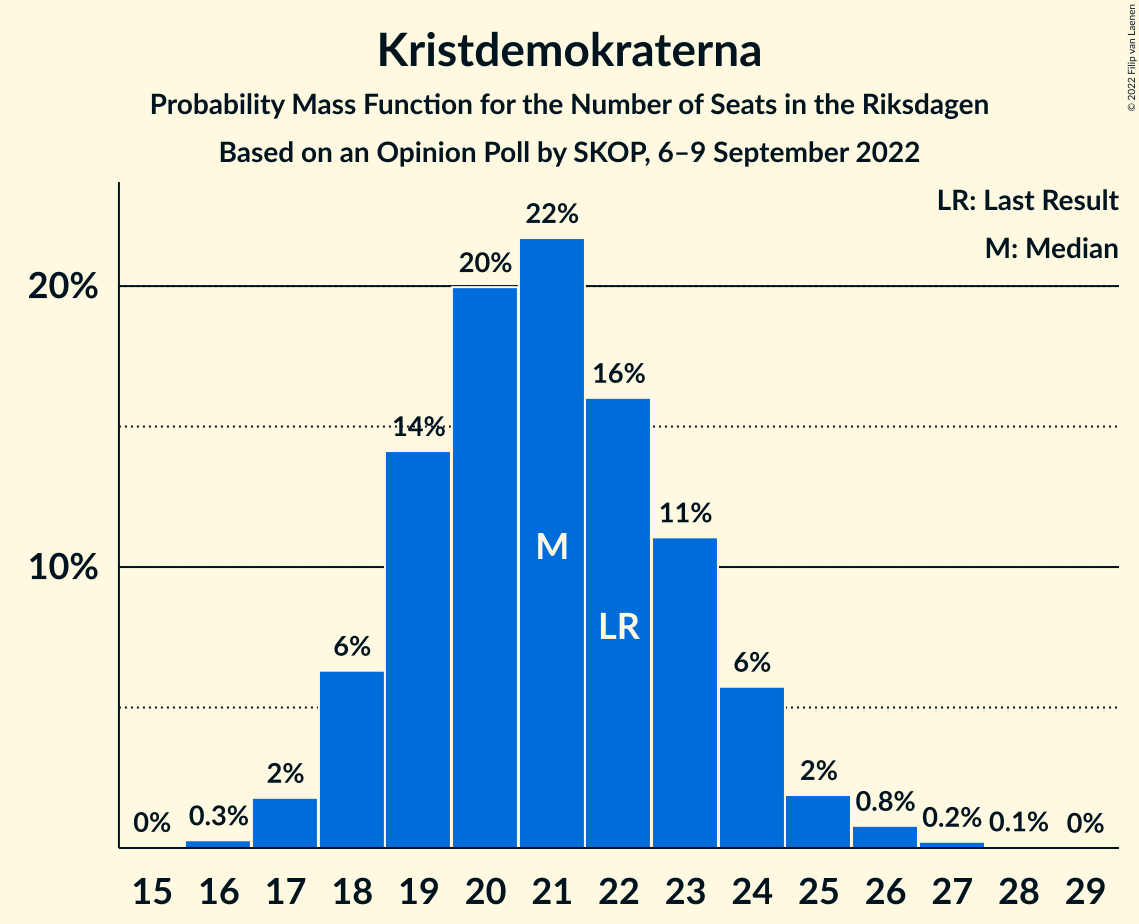 Kristdemokraterna
Probability Mass Function for the Number of Seats in the Riksdagen
Based on an Opinion Poll by SKOP, 6–9 September 2022
© 2022 Filip van Laenen
LR: Last Result
M: Median
22%
20%
20%
16%
14%
11%
M
10%
LR
6%
6%
2%
2%
0%
0.3%
0.8%
0.2%
0.1%
0%
15 16 17 18 19 20 21 22 23 24 25 26 27 28 29